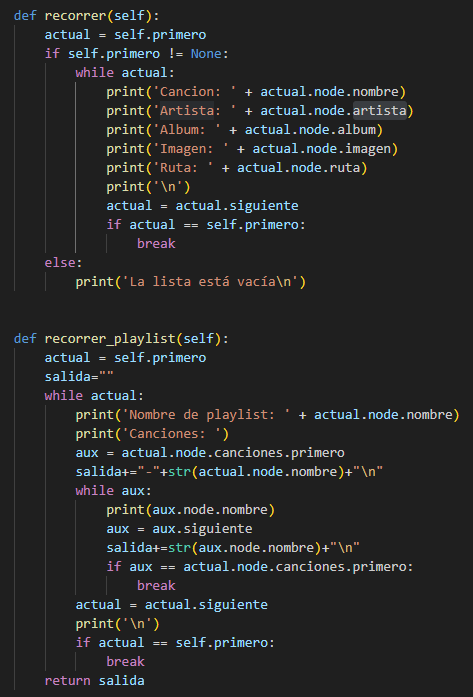 def recorrer(self):
    actual = self.primero
    if self.primero != None:
        while actual:
            print('Cancion: ' + actual.node.nombre)
            print('Artista: ' + actual.node.artista)
            print('Album: ' + actual.node.album)
            print('Imagen: ' + actual.node.imagen)
            print('Ruta: ' + actual.node.ruta)
            print('\n')
            actual = actual.siguiente
            if actual == self.primero:
                break
    else:
        print('La lista está vacía\n')

def recorrer_playlist(self):
    actual = self.primero
    salida=""
    while actual:
        print('Nombre de playlist: ' + actual.node.nombre)
        print('Canciones: ')
        aux = actual.node.canciones.primero
        salida+="-"+str(actual.node.nombre)+"\n"
        while aux:
            print(aux.node.nombre)
            aux = aux.siguiente
            salida+=str(aux.node.nombre)+"\n"
            if aux == actual.node.canciones.primero:
                break
        actual = actual.siguiente
        print('\n')
        if actual == self.primero:
            break
    return salida